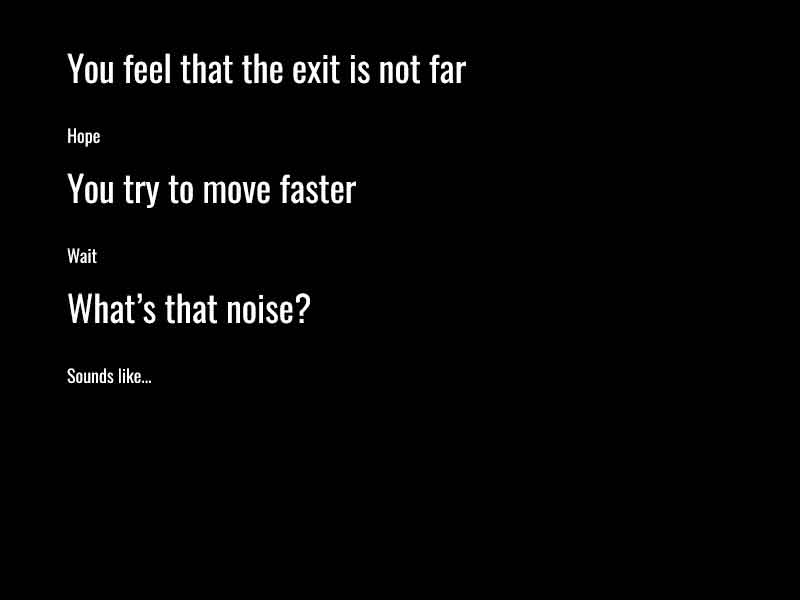 You feel that the exit is not far
Hope
You try to move faster
Wait
What’s that noise?
Sounds like...